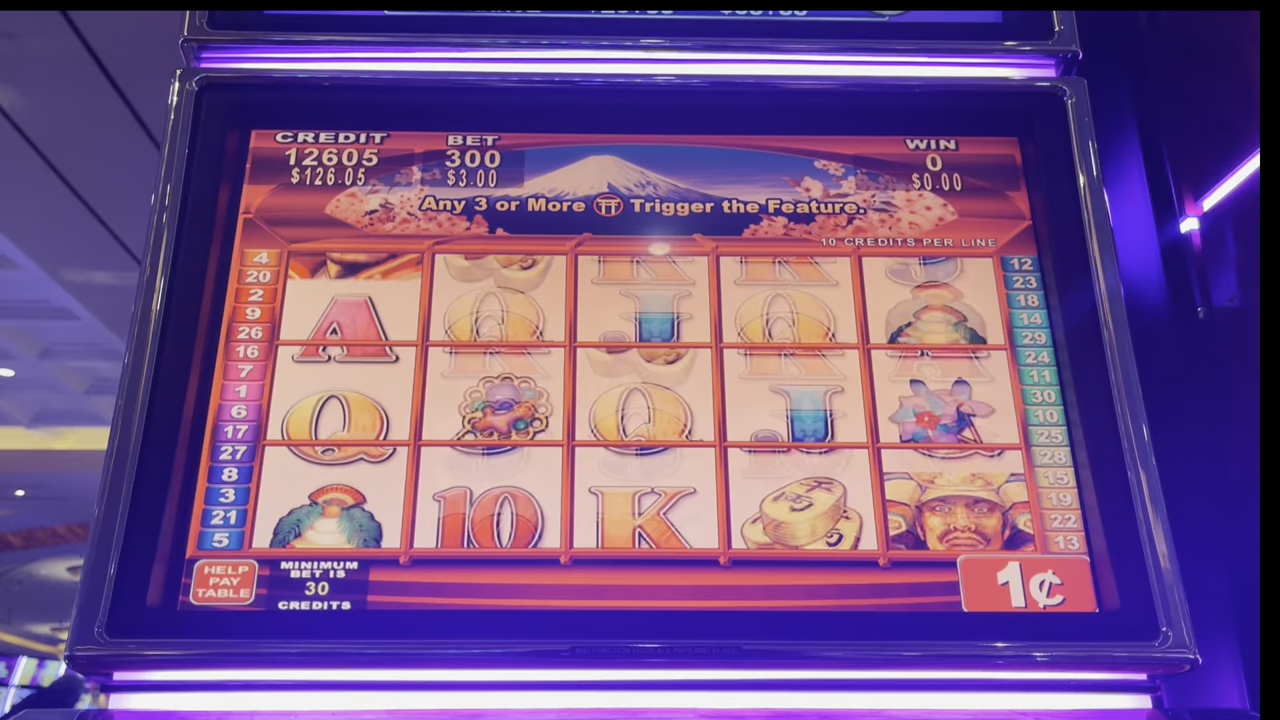 CREDIT
12605
$126.05
BET
300
$3.00
WIN
0
$0.00
Any 3 or More ⛩ Trigger the Feature.
10 CREDITS PER LINE
4
20
2
9
26
16
7
1
6
17
27
8
3
21
5
K K J
A Q J Q
K K A
Q Q J
10 K
12
23
18
14
29
24
11
30
10
25
28
15
19
22
13
HELP
PAY
TABLE
MINIMUM
BET IS
30
CREDITS
1¢